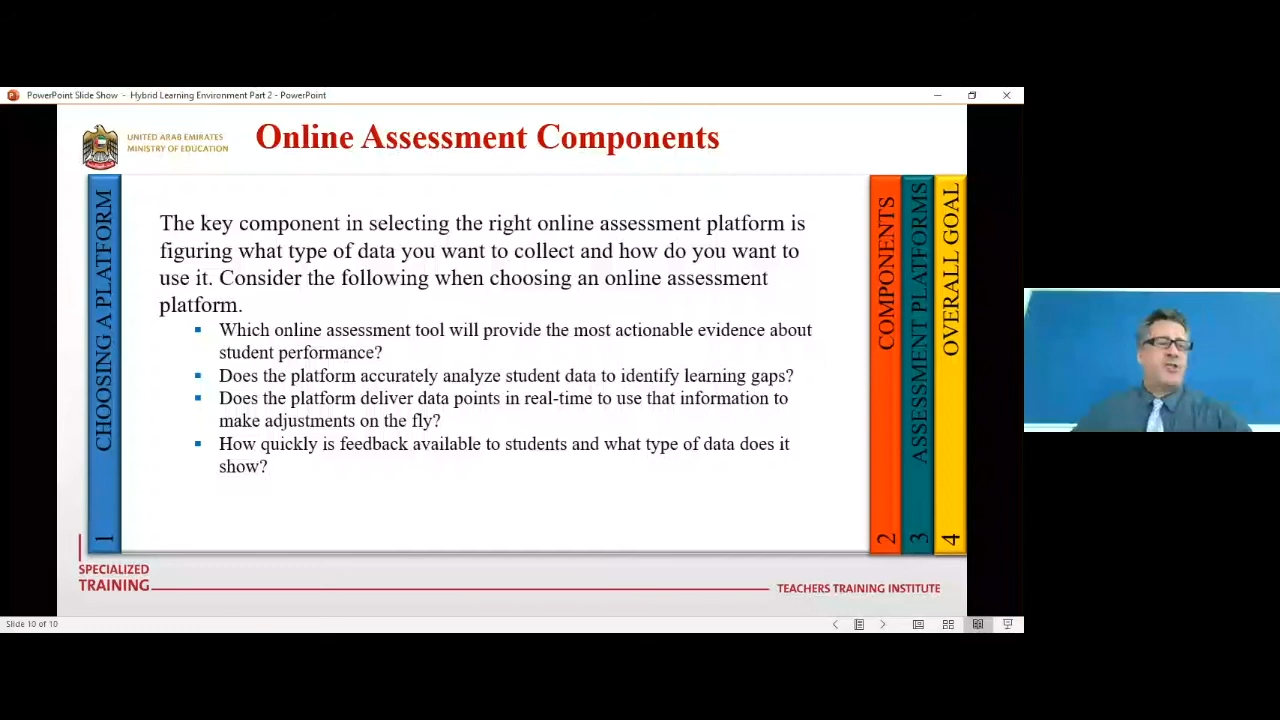 PowerPoint Slide Show - Hybrid Learning Environment Part 2 - PowerPoint
UNITED ARAB EMIRATES
MINISTRY OF EDUCATION
Online Assessment Components
CHOOSING A PLATFORM
1
The key component in selecting the right online assessment platform is
figuring what type of data you want to collect and how do you want to
use it. Consider the following when choosing an online assessment
platform.
▪ Which online assessment tool will provide the most actionable evidence about
student performance?
▪ Does the platform accurately analyze student data to identify learning gaps?
▪ Does the platform deliver data points in real-time to use that information to
make adjustments on the fly?
▪ How quickly is feedback available to students and what type of data does it
show?
COMPONENTS
2
ASSESSMENT PLATFORMS
3
OVERALL GOAL
4
SPECIALIZED
TRAINING
TEACHERS TRAINING INSTITUTE
Slide 10 of 10